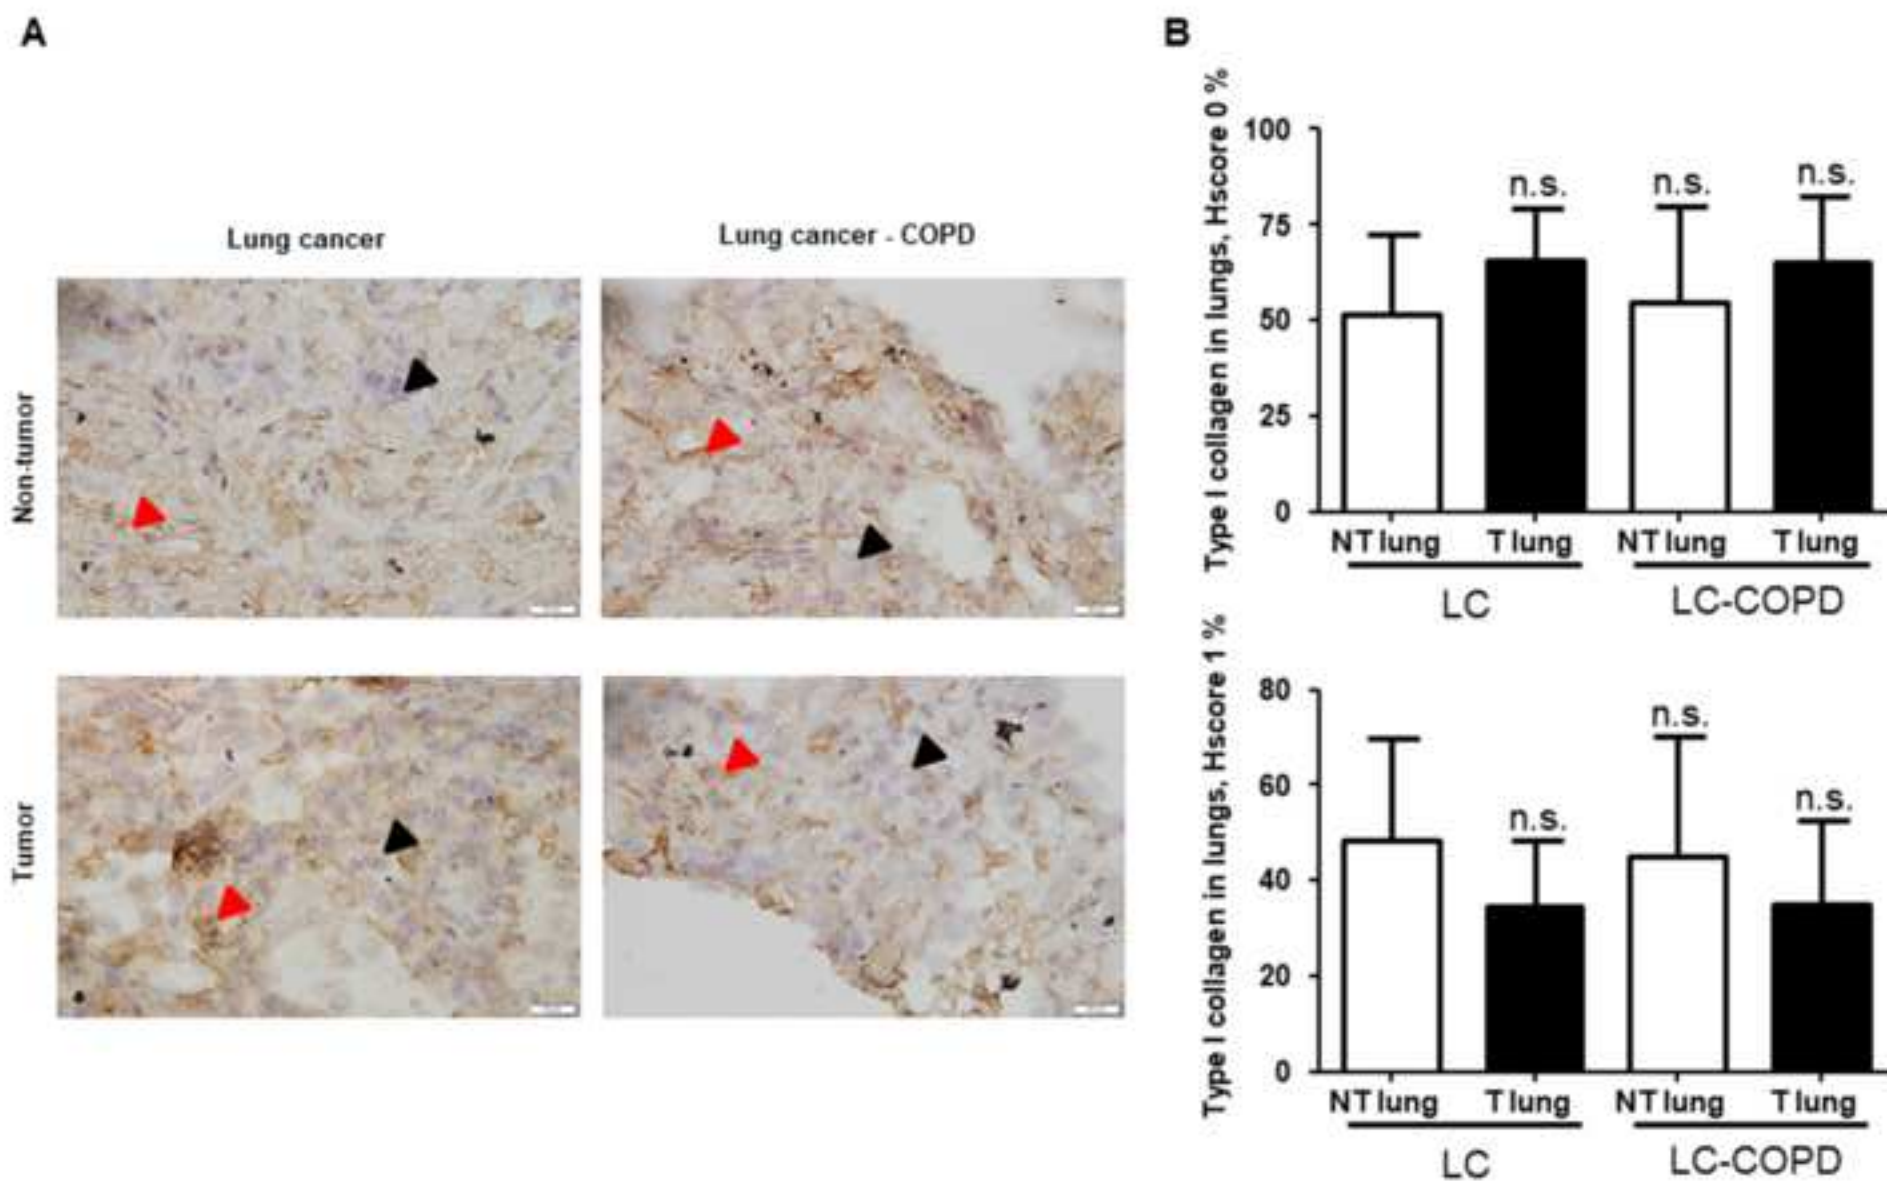 A
Lung cancer
Lung cancer - COPD
Non-tumor
Tumor
B
Type I collagen in lungs, Hscore 0 %
100
75
50
25
0
n.s.
n.s.
n.s.
NT lung
T lung
NT lung
T lung
LC
LC-COPD
Type I collagen in lungs, Hscore 1 %
80
60
40
20
0
n.s.
n.s.
n.s.
NT lung
T lung
NT lung
T lung
LC
LC-COPD